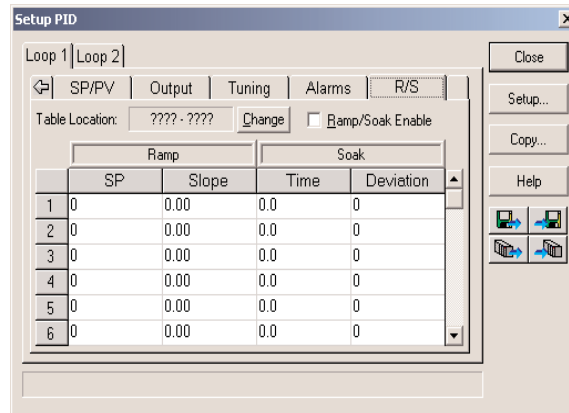 Setup PID
Loop 1 Loop 2
SP/PV Output Tuning Alarms R/S
Table Location: ???? - ???? Change Ramp/Soak Enable
Ramp Soak
SP Slope Time Deviation
1 0 0.00 0.0 0
2 0 0.00 0.0 0
3 0 0.00 0.0 0
4 0 0.00 0.0 0
5 0 0.00 0.0 0
6 0 0.00 0.0 0
Close
Setup...
Copy...
Help